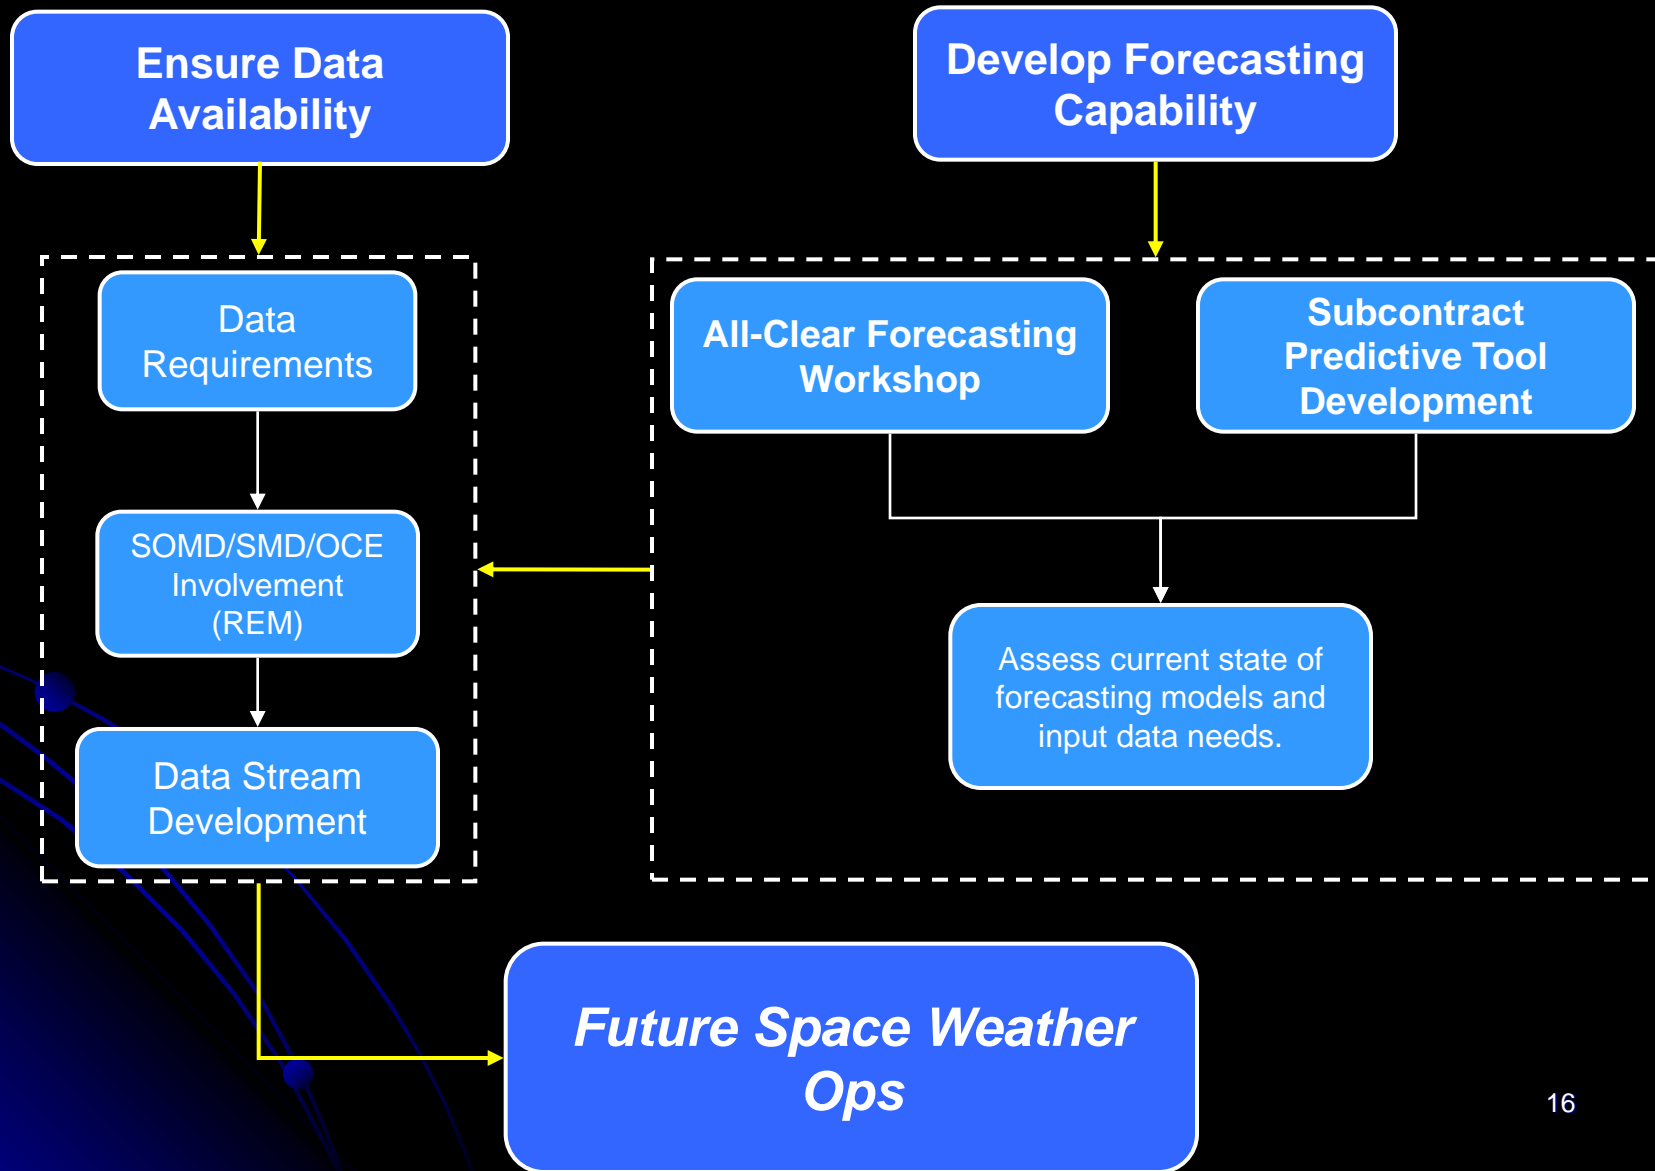 Ensure Data
Availability
Develop Forecasting
Capability
Data
Requirements
SOMD/SMD/OCE
Involvement
(REM)
Data Stream
Development
All-Clear Forecasting
Workshop
Subcontract
Predictive Tool
Development
Assess current state of
forecasting models and
input data needs.
Future Space Weather
Ops
16